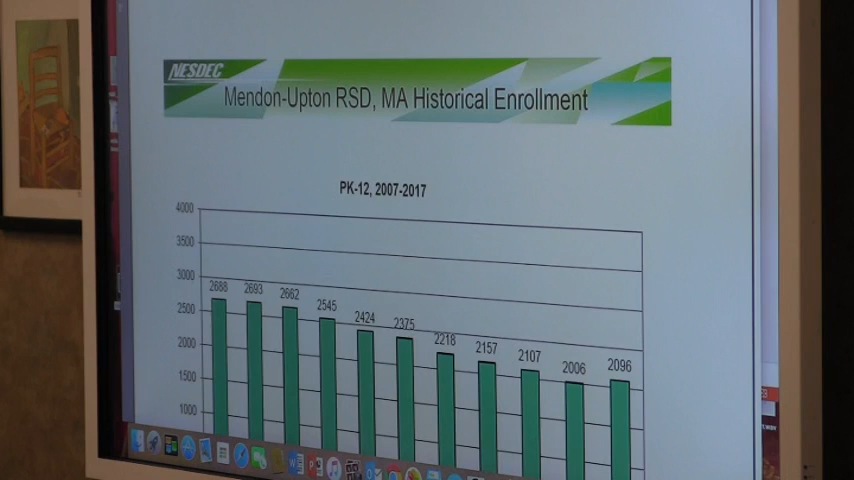 NESDEC
Mendon-Upton RSD, MA Historical Enrollment
PK-12, 2007-2017
4000
3500
3000
2500
2000
1500
1000
2688 2693 2662 2545 2424 2375 2218 2157 2107 2006 2096